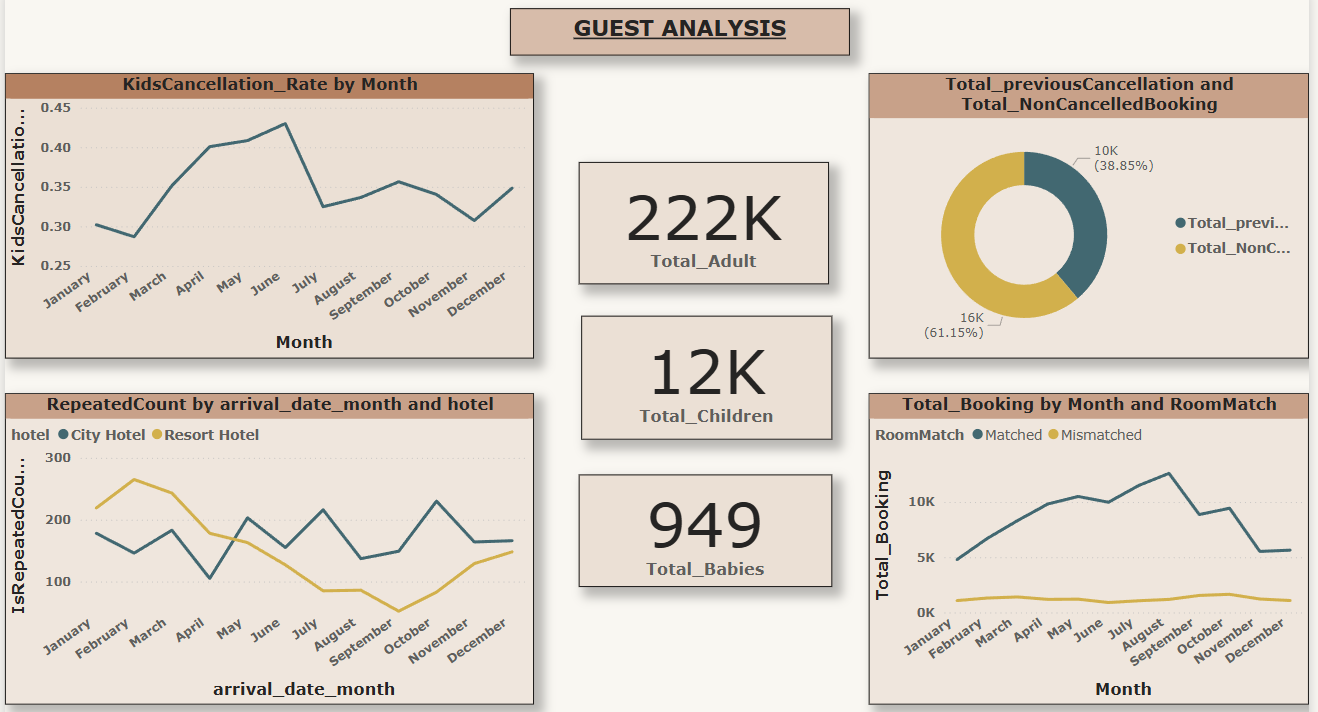 GUEST ANALYSIS
KidsCancellation_Rate by Month
KidsCancellatio...
0.45
0.40
0.35
0.30
0.25
January
February
March
April
May
June
July
August
September
October
November
December
Month
222K
Total_Adult
12K
Total_Children
949
Total_Babies
Total_previousCancellation and
Total_NonCancelledBooking
10K
(38.85%)
16K
(61.15%)
Total_previ...
Total_NonC...
RepeatedCount by arrival_date_month and hotel
hotel City Hotel Resort Hotel
IsRepeatedCou...
300
200
100
January
February
March
April
May
June
July
August
September
October
November
December
arrival_date_month
Total_Booking by Month and RoomMatch
RoomMatch Matched Mismatched
Total_Booking
10K
5K
0K
January
February
March
April
May
June
July
August
September
October
November
December
Month